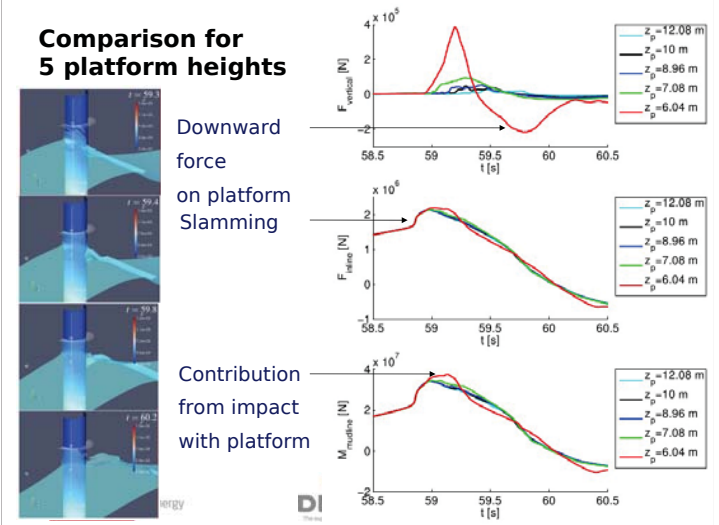 Comparison for
5 platform heights
t = 59.3
t = 59.4
t = 59.8
t = 60.2
Downward
force
on platform
Slamming
Contribution
from impact
with platform
x 10^5
4
2
0
−2
F_vertical [N]
58.5 59 59.5 60 60.5
t [s]
z_p=12.08 m
z_p=10 m
z_p=8.96 m
z_p=7.08 m
z_p=6.04 m
x 10^6
2
1
0
−1
F_inline [N]
58.5 59 59.5 60 60.5
t [s]
z_p=12.08 m
z_p=10 m
z_p=8.96 m
z_p=7.08 m
z_p=6.04 m
x 10^7
4
2
0
−2
M_mudline [N]
58.5 59 59.5 60 60.5
t [s]
z_p=12.08 m
z_p=10 m
z_p=8.96 m
z_p=7.08 m
z_p=6.04 m